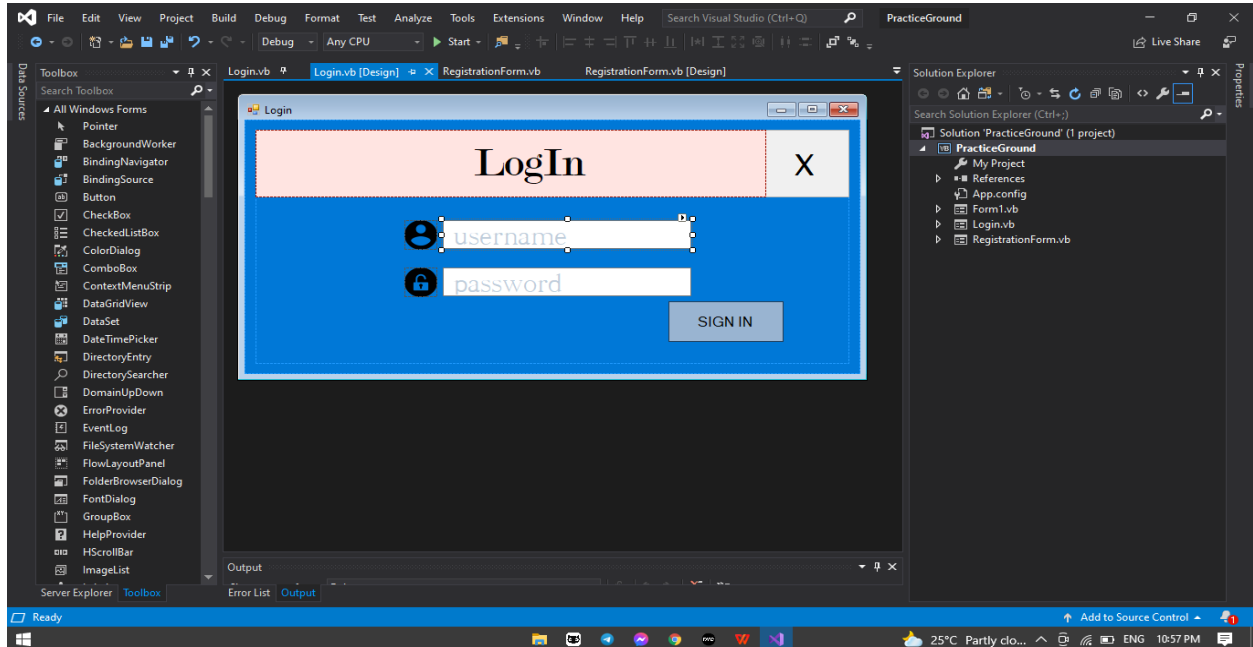 File Edit View Project Build Debug Format Test Analyze Tools Extensions Window Help Search Visual Studio (Ctrl+Q) PracticeGround
Debug Any CPU Start Live Share
Data Sources
Toolbox
Search Toolbox
All Windows Forms
Pointer
BackgroundWorker
BindingNavigator
BindingSource
Button
CheckBox
CheckedListBox
ColorDialog
ComboBox
ContextMenuStrip
DataGridView
DataSet
DateTimePicker
DirectoryEntry
DirectorySearcher
DomainUpDown
ErrorProvider
EventLog
FileSystemWatcher
FlowLayoutPanel
FolderBrowserDialog
FontDialog
GroupBox
HelpProvider
HScrollBar
ImageList
Server Explorer Toolbox
Login.vb Login.vb [Design] RegistrationForm.vb RegistrationForm.vb [Design]
Login
LogIn X
username
password
SIGN IN
Output
Error List Output
Solution Explorer
Search Solution Explorer (Ctrl+;)
Solution 'PracticeGround' (1 project)
VB PracticeGround
My Project
References
App.config
Form1.vb
Login.vb
RegistrationForm.vb
Properties
Ready Add to Source Control 1
25°C Partly clo... ENG 10:57 PM